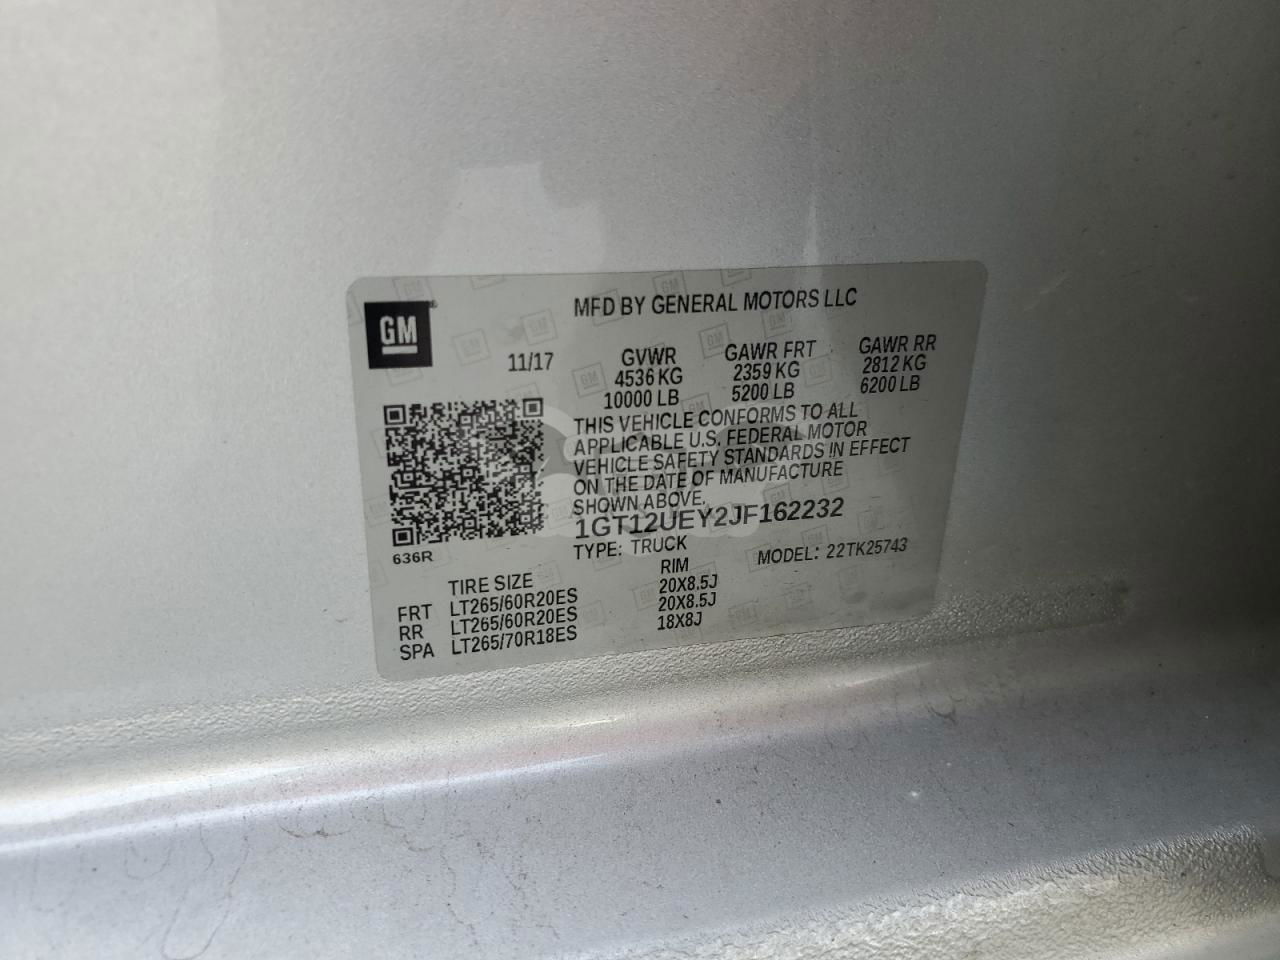 GM
MFD BY GENERAL MOTORS LLC
11/17
GVWR GAWR FRT GAWR RR
4536 KG 2359 KG 2812 KG
10000 LB 5200 LB 6200 LB
THIS VEHICLE CONFORMS TO ALL
APPLICABLE U.S. FEDERAL MOTOR
VEHICLE SAFETY STANDARDS IN EFFECT
ON THE DATE OF MANUFACTURE
SHOWN ABOVE.
1GT12UEY2JF162232
636R
TYPE: TRUCK MODEL: 22TK25743
TIRE SIZE RIM
FRT LT265/60R20ES 20X8.5J
RR LT265/60R20ES 20X8.5J
SPA LT265/70R18ES 18X8J